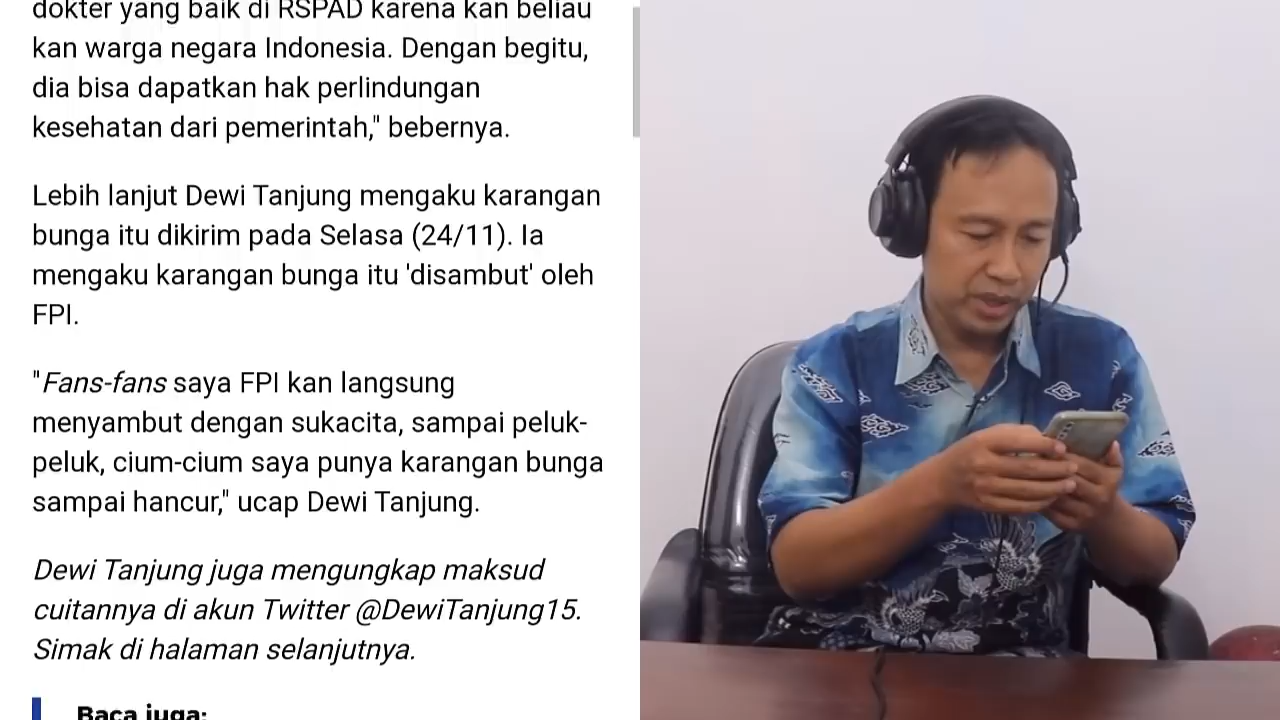 dokter yang baik di RSPAD karena kan beliau
kan warga negara Indonesia. Dengan begitu,
dia bisa dapatkan hak perlindungan
kesehatan dari pemerintah," bebernya.
Lebih lanjut Dewi Tanjung mengaku karangan
bunga itu dikirim pada Selasa (24/11). Ia
mengaku karangan bunga itu 'disambut' oleh
FPI.
"Fans-fans saya FPI kan langsung
menyambut dengan sukacita, sampai peluk-
peluk, cium-cium saya punya karangan bunga
sampai hancur," ucap Dewi Tanjung.
Dewi Tanjung juga mengungkap maksud
cuitannya di akun Twitter @DewiTanjung15.
Simak di halaman selanjutnya.
Baca juga: